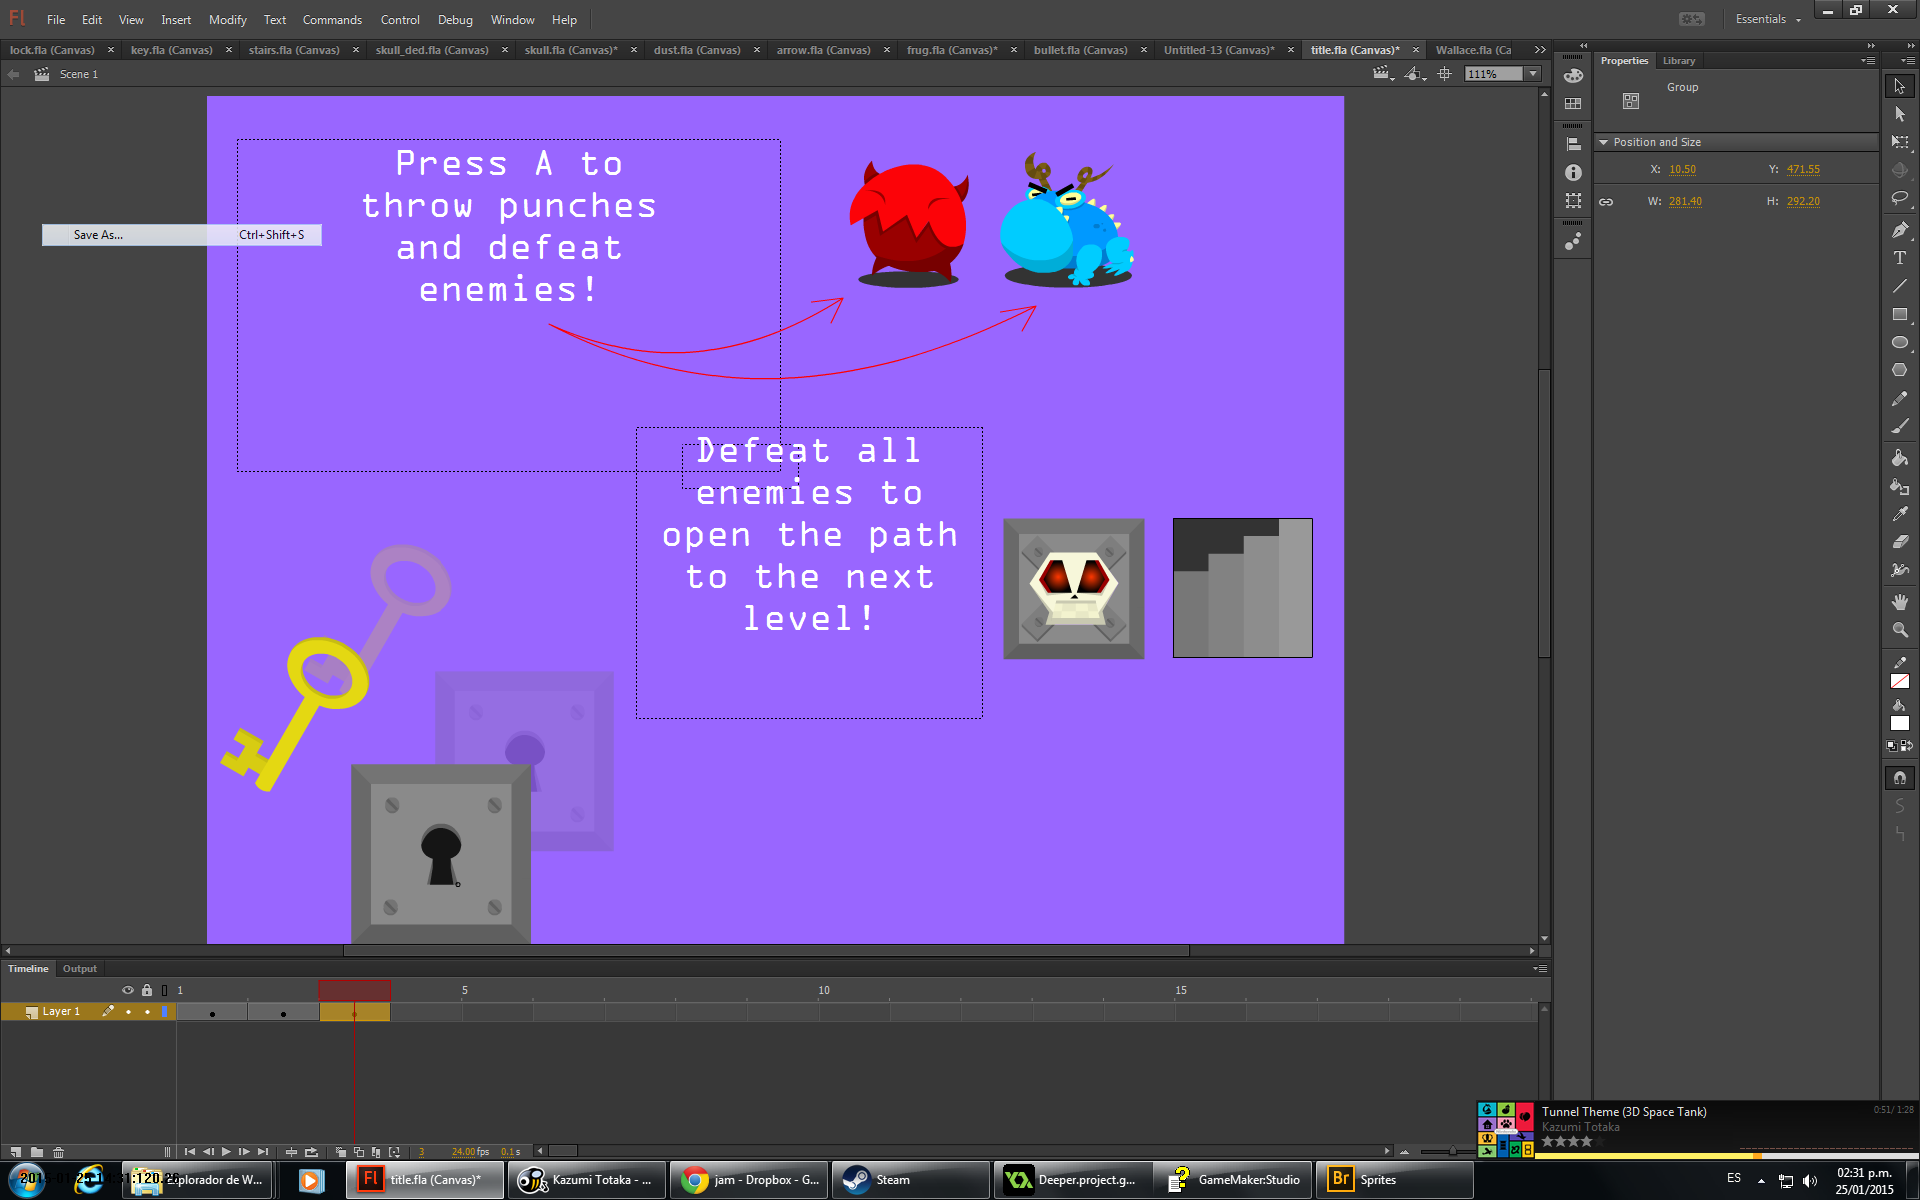 Fl File Edit View Insert Modify Text Commands Control Debug Window Help Essentials
lock.fla (Canvas) key.fla (Canvas) stairs.fla (Canvas) skull_ded.fla (Canvas) skull.fla (Canvas)* dust.fla (Canvas) arrow.fla (Canvas) frug.fla (Canvas)* bullet.fla (Canvas) Untitled-13 (Canvas)* title.fla (Canvas)* Wallace.fla (Ca
Scene 1 111%
Properties Library
Group
Position and Size
X: 10.50 Y: 471.55
W: 281.40 H: 292.20
Save As... Ctrl+Shift+S
Press A to
throw punches
and defeat
enemies!
Defeat all
enemies to
open the path
to the next
level!
Timeline Output
1 5 10 15
Layer 1
3 24.00 fps 0.1 s
Tunnel Theme (3D Space Tank) 0:51/ 1:28
Kazumi Totaka
Explorador de W... Fl title.fla (Canvas)* Kazumi Totaka - ... jam - Dropbox - G... Steam Deeper.project.g... GameMaker:Studio Br Sprites ES 02:31 p.m.
25/01/2015